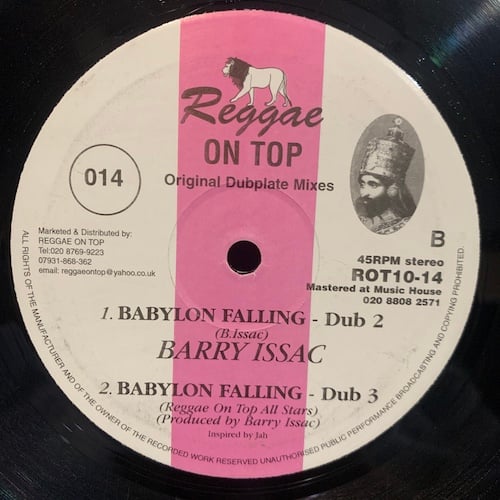 Reggae
ON TOP
Original Dubplate Mixes
014
Marketed & Distributed by:
REGGAE ON TOP
Tel:020 8769-9223
07931-868-362
email: reggaeontop@yahoo.co.uk
B
45RPM stereo
ROT10-14
Mastered at Music House
020 8808 2571
1. BABYLON FALLING - Dub 2
(B.issac)
BARRY ISSAC
2. BABYLON FALLING - Dub 3
(Reggae On Top All Stars)
(Produced by Barry Issac)
Inspired by Jah
ALL RIGHTS OF THE MANUFACTURER AND OF THE OWNER OF THE RECORDED WORK RESERVED UNAUTHORISED PUBLIC PERFORMANCE BROADCASTING AND COPYING PROHIBITED.